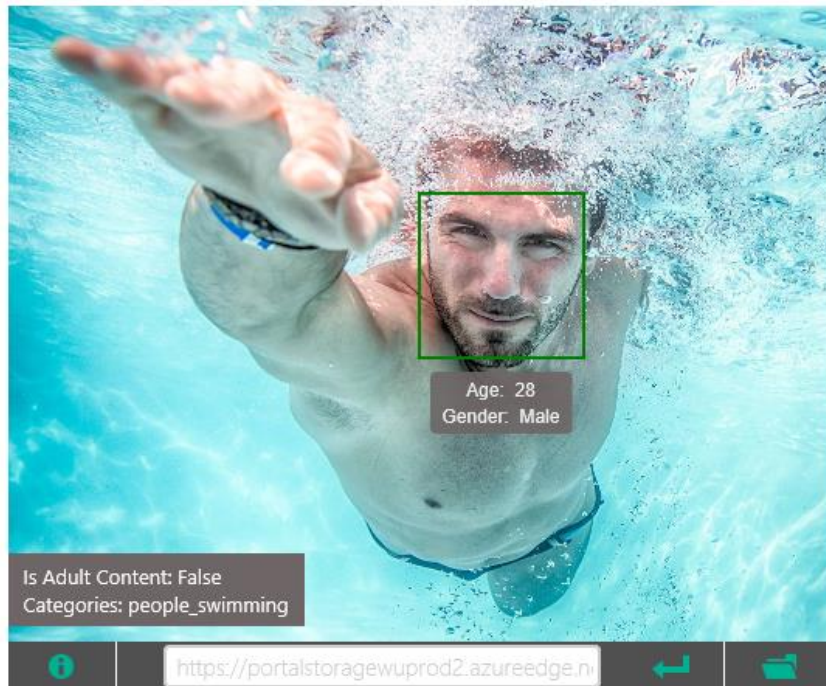 Age: 28
Gender: Male
Is Adult Content: False
Categories: people_swimming
https://portalstoragewuprod2.azureedge.n